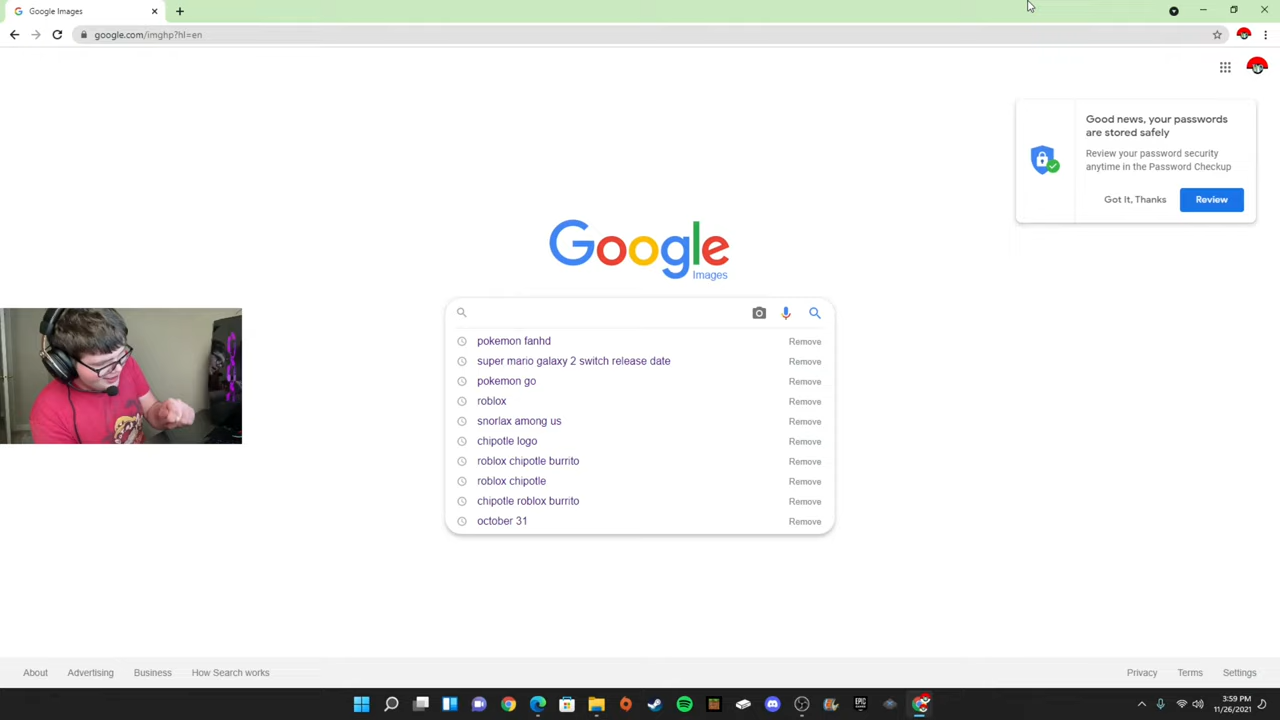 Google Images
google.com/imghp?hl=en
Good news, your passwords
are stored safely
Review your password security
anytime in the Password Checkup
Got It, Thanks
Review
Google
Images
pokemon fanhd
Remove
super mario galaxy 2 switch release date
Remove
pokemon go
Remove
roblox
Remove
snorlax among us
Remove
chipotle logo
Remove
roblox chipotle burrito
Remove
roblox chipotle
Remove
chipotle roblox burrito
Remove
october 31
Remove
About
Advertising
Business
How Search works
Privacy
Terms
Settings
EPIC
3:59 PM
11/26/2021